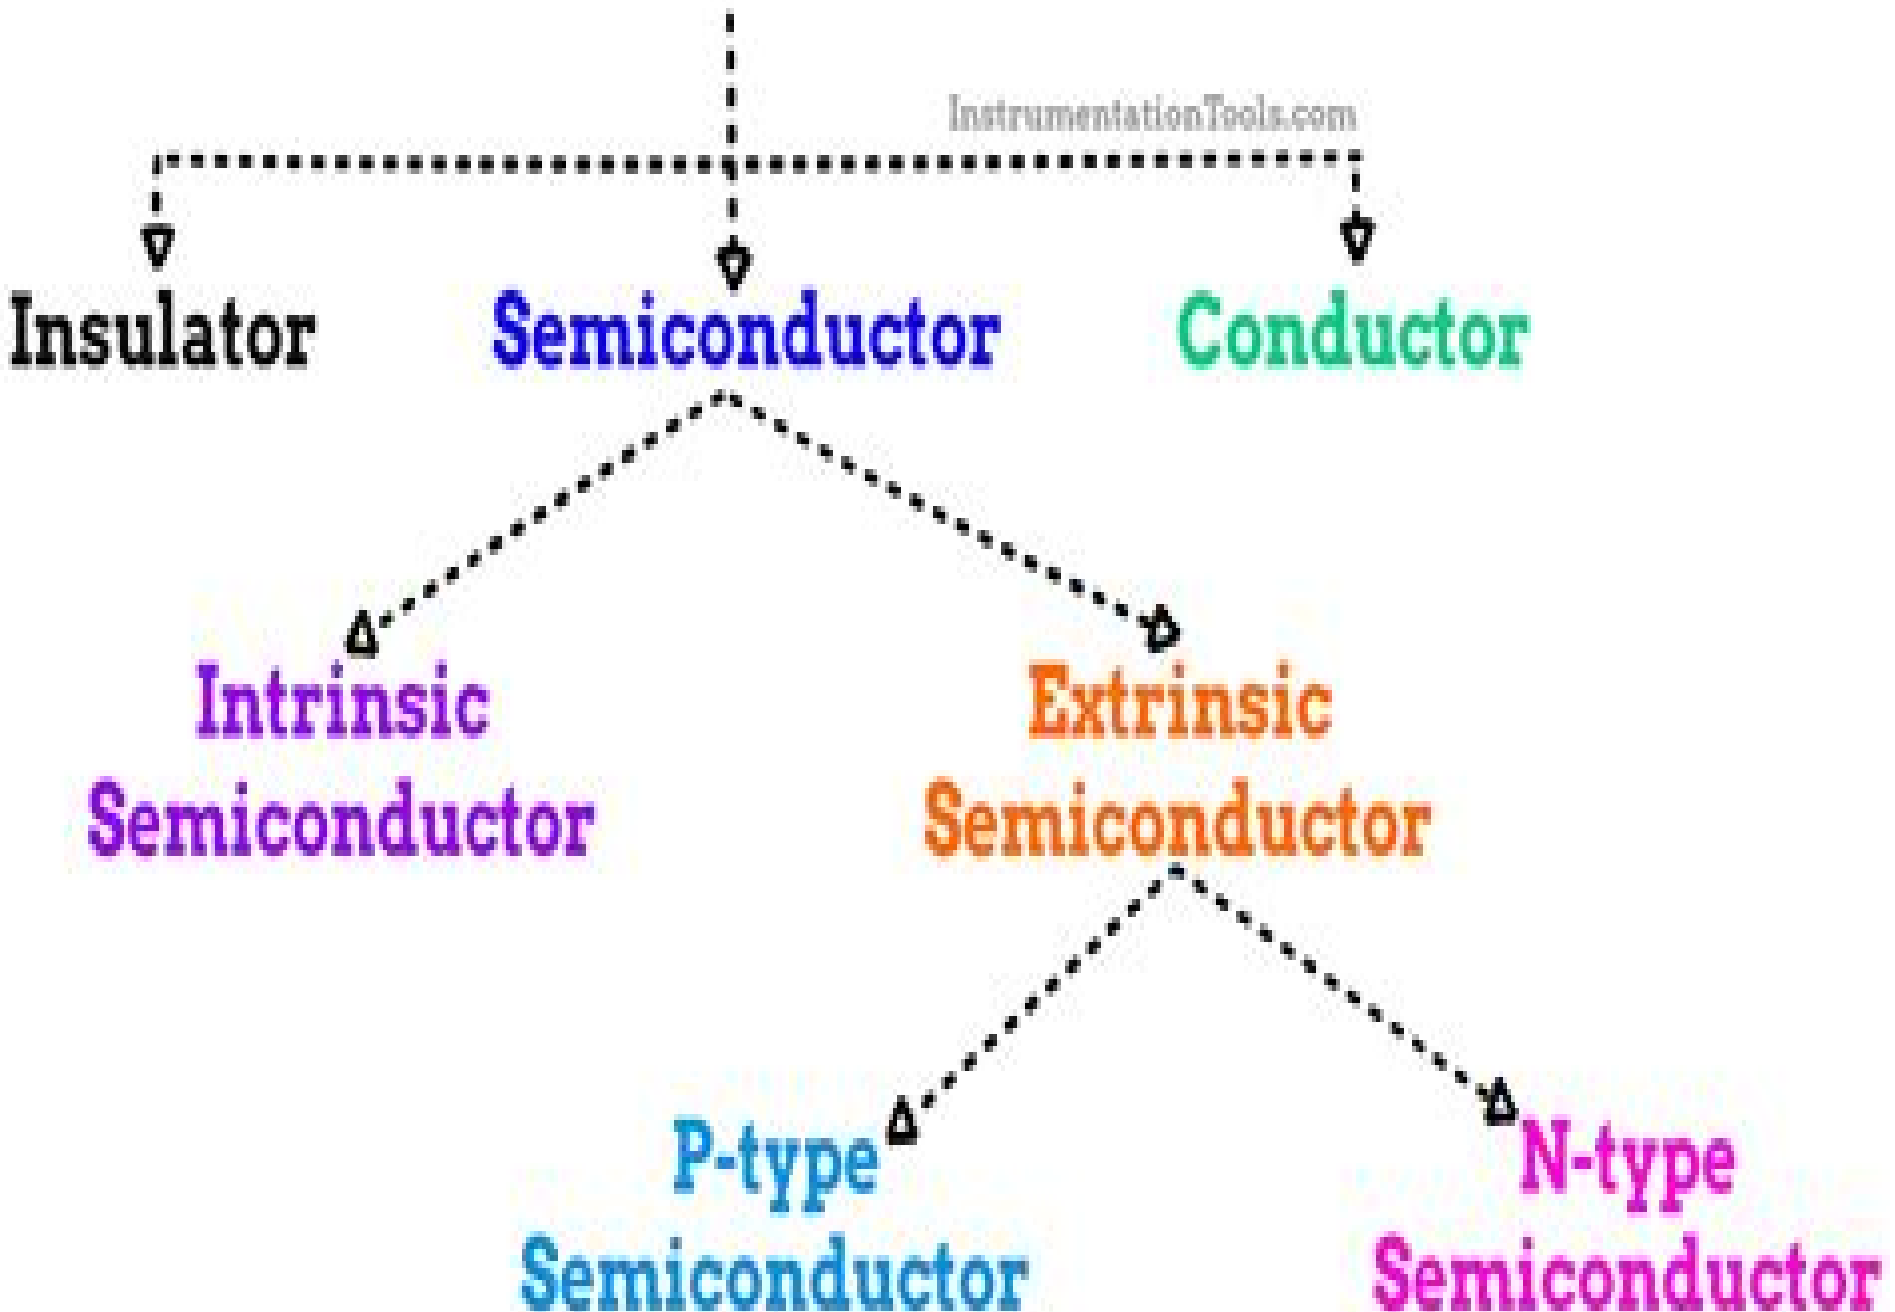 InstrumentationTools.com
Insulator
Semiconductor
Conductor
Intrinsic
Semiconductor
Extrinsic
Semiconductor
P-type
Semiconductor
N-type
Semiconductor